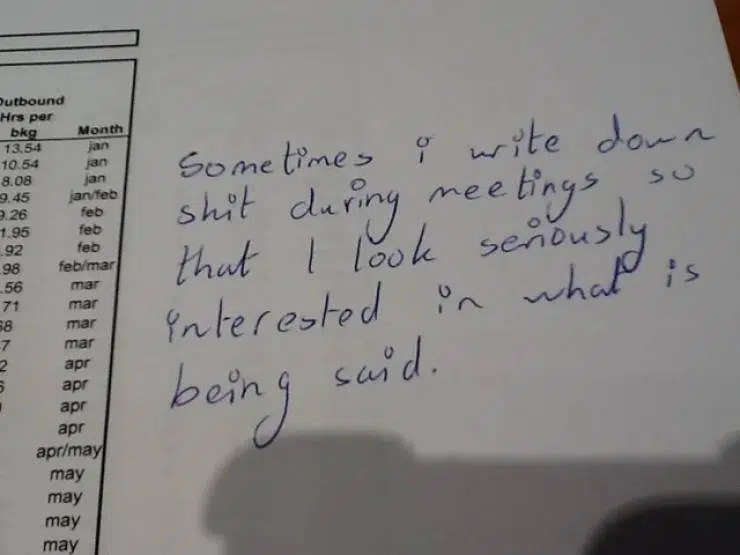 Outbound
Hrs per
bkg Month
13.54 jan
10.54 jan
8.08 jan
9.45 jan/feb
9.26 feb
1.95 feb
.92 feb
98 feb/mar
.56 mar
71 mar
38 mar
7 mar
2 apr
apr
apr
apr
apr/may
may
may
may
may
Sometimes i write down
shit during meetings so
that I look seriously
interested in what is
being said.